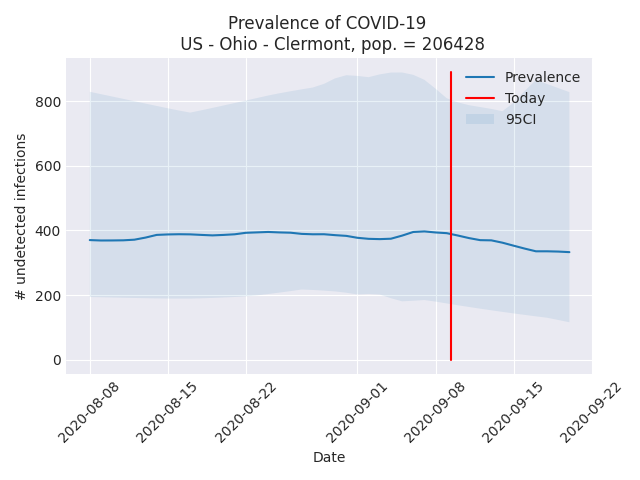 Prevalence of COVID-19
US - Ohio - Clermont, pop. = 206428
Prevalence
Today
95CI
# undetected infections
800
600
400
200
0
2020-08-08
2020-08-15
2020-08-22
2020-09-01
2020-09-08
2020-09-15
2020-09-22
Date